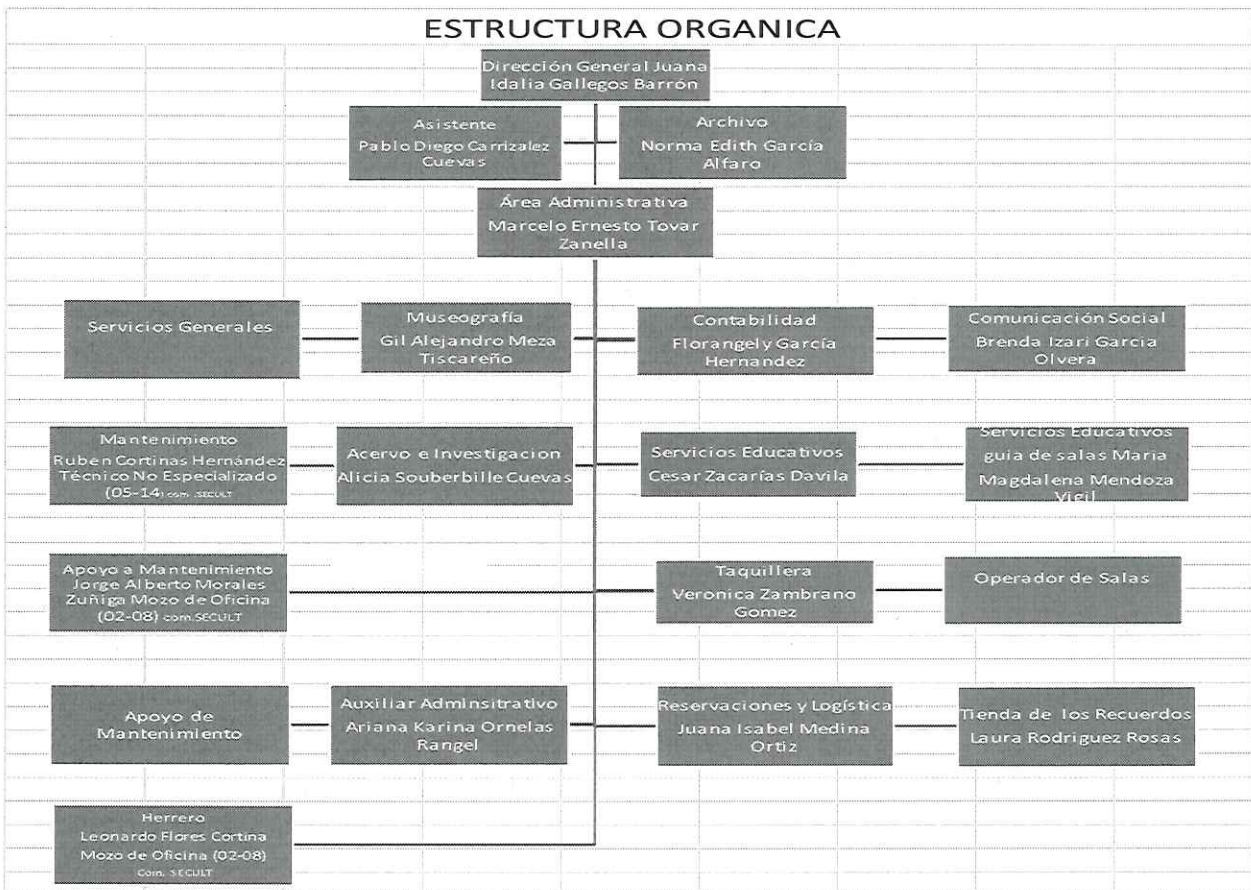 ESTRUCTURA ORGANICA
Dirección General Juana
Idalia Gallegos Barrón
Asistente
Pablo Diego Carrizalez
Cuevas
Archivo
Norma Edith García
Alfaro
Área Administrativa
Marcelo Ernesto Tovar
Zanella
Servicios Generales
Museografía
Gil Alejandro Meza
Tiscareño
Contabilidad
Florangely García
Hernandez
Comunicación Social
Brenda Izari Garcia
Olvera
Mantenimiento
Ruben Cortinas Hernández
Técnico No Especializado
(05-14) com .SECULT
Acervo e Investigacion
Alicia Souberbille Cuevas
Servicios Educativos
Cesar Zacarías Davila
Servicios Educativos
guia de salas Maria
Magdalena Mendoza
Vigil
Apoyo a Mantenimiento
Jorge Alberto Morales
Zuñiga Mozo de Oficina
(02-08) com.SECULT
Taquillera
Veronica Zambrano
Gomez
Operador de Salas
Apoyo de
Mantenimiento
Auxiliar Adminsitrativo
Ariana Karina Ornelas
Rangel
Reservaciones y Logística
Juana Isabel Medina
Ortiz
Tienda de los Recuerdos
Laura Rodriguez Rosas
Herrero
Leonardo Flores Cortina
Mozo de Oficina (02-08)
Com. SECULT